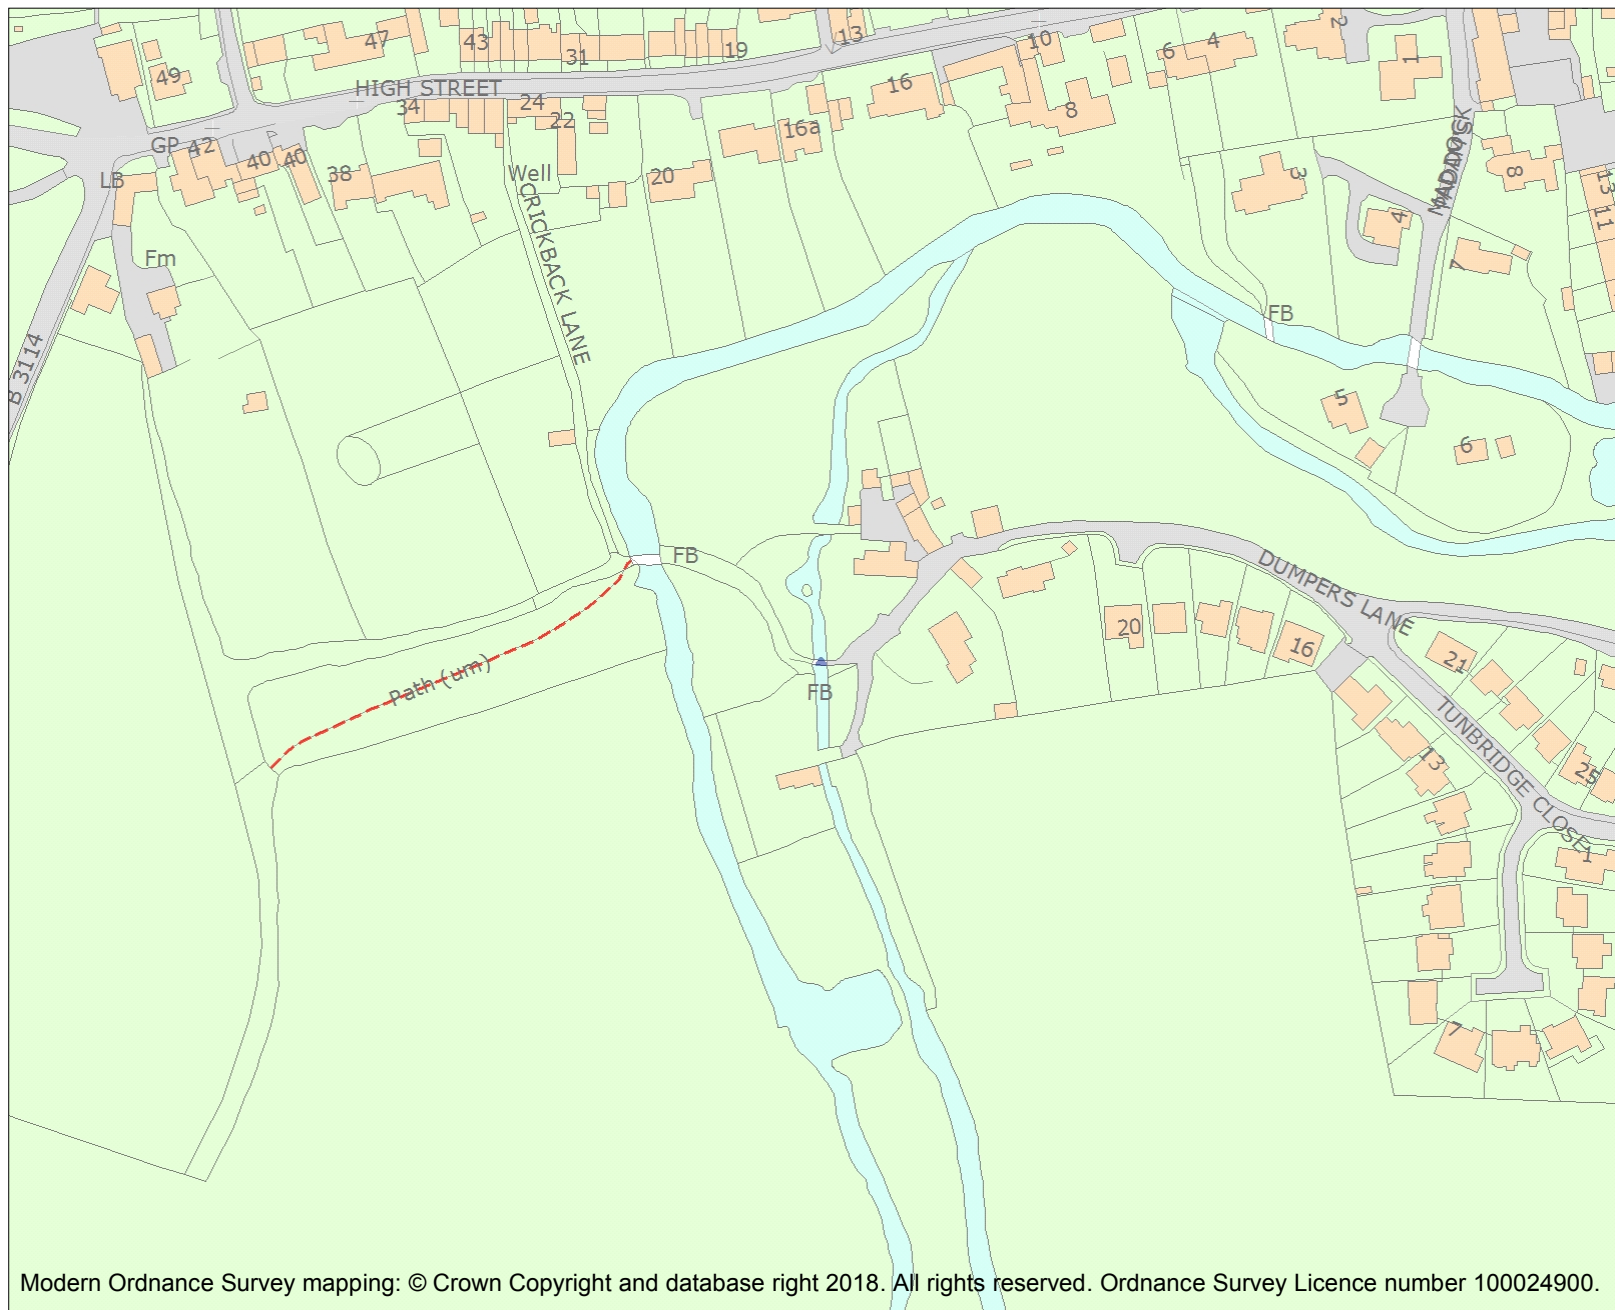 47
43
31
19
13
10
6
4
2
1
49
HIGH STREET
34
24
22
16
8
16a
GP
42
40
40
38
LB
Well
20
3
4
8
13
11
7
Fm
CRICKBACK LANE
B 3114
FB
5
6
FB
DUMPERS LANE
20
16
21
Path (um)
FB
TUNBRIDGE CLOSE
13
25
1
7
Modern Ordnance Survey mapping: © Crown Copyright and database right 2018. All rights reserved. Ordnance Survey Licence number 100024900.